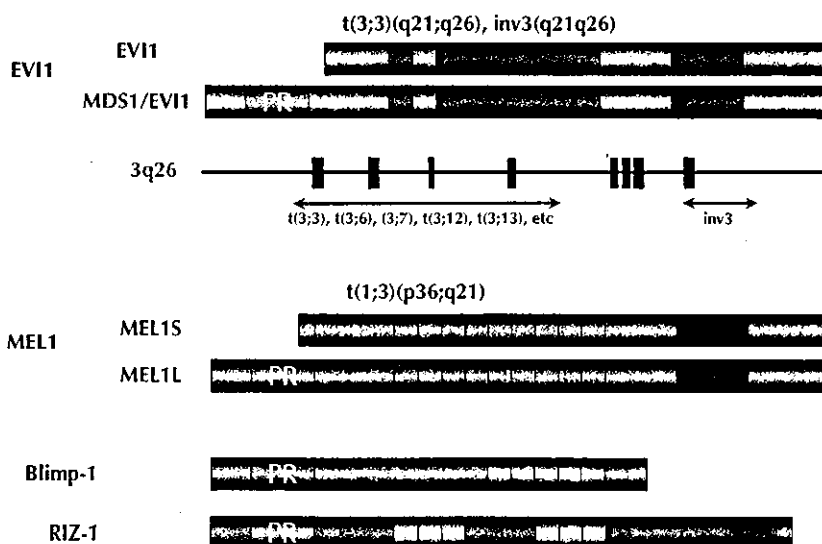 t(3;3)(q21;q26), inv3(q21q26)
EVI1
EVI1
MDS1/EVI1
PR
3q26
t(3;3), t(3;6), (3;7), t(3;12), t(3;13), etc
inv3
t(1;3)(p36;q21)
MEL1
MEL1S
MEL1L
PR
Blimp-1
PR
RIZ-1
PR